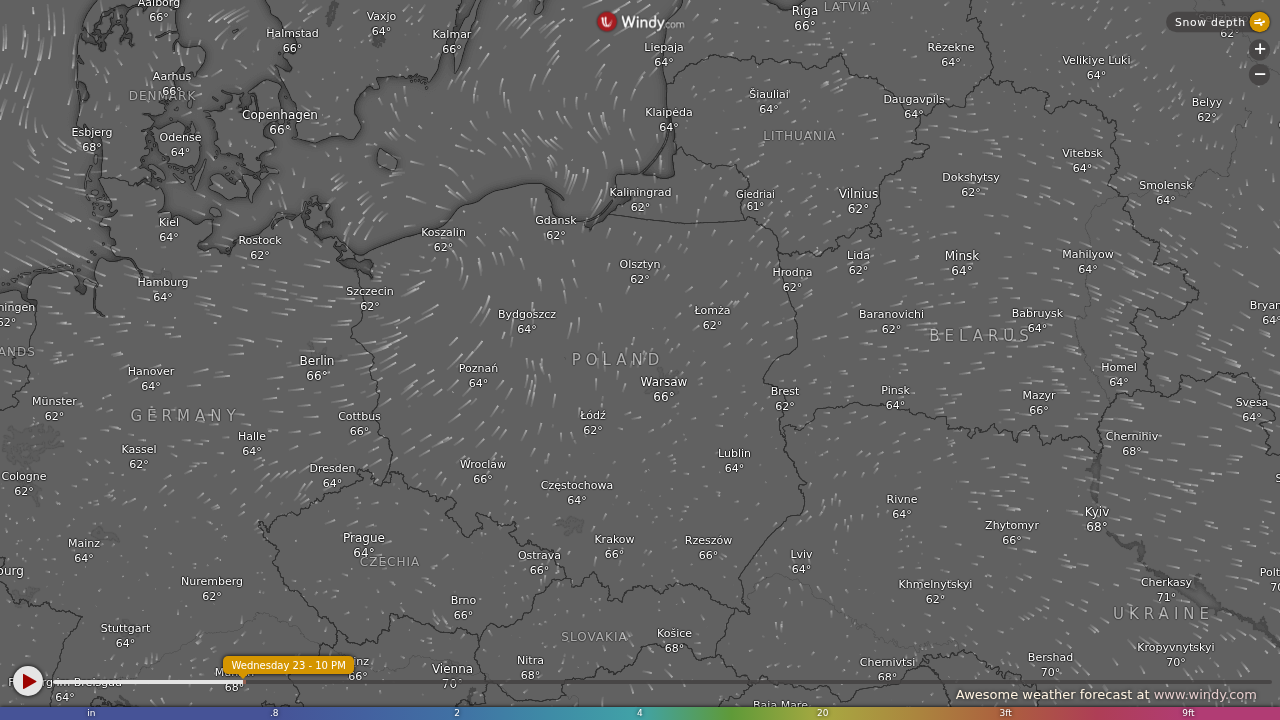 Aalborg
66°
Vaxjo
64°
Riga
66°
LATVIA
Windy.com
Snow depth
Halmstad
66°
Kalmar
66°
Liepaja
64°
Rēzekne
64°
62°
+
Velikiye Luki
64°
−
Aarhus
66°
DENMARK
Šiauliai
64°
Daugavpils
64°
Belyy
62°
Copenhagen
66°
Klaipėda
64°
Esbjerg
68°
Odense
64°
LITHUANIA
Vitebsk
64°
Dokshytsy
62°
Smolensk
64°
Kaliningrad
62°
Giedriai
61°
Vilnius
62°
Kiel
64°
Gdansk
62°
Koszalin
62°
Rostock
62°
Lida
62°
Minsk
64°
Mahilyow
64°
Olsztyn
62°
Hrodna
62°
Hamburg
64°
Szczecin
62°
ningen
62°
Bydgoszcz
64°
Łomża
62°
Baranovichi
62°
Babruysk
64°
Bryan
64°
BELARUS
ANDS
Berlin
66°
POLAND
Hanover
64°
Poznań
64°
Warsaw
66°
Homel
64°
Brest
62°
Pinsk
64°
Mazyr
66°
Münster
62°
GERMANY
Cottbus
66°
Łódź
62°
Svesa
64°
Halle
64°
Chernihiv
68°
Kassel
62°
Lublin
64°
Wroclaw
66°
Dresden
64°
Cologne
62°
Częstochowa
64°
S
Rivne
64°
Kyiv
68°
Zhytomyr
66°
Prague
64°
CZECHIA
Mainz
64°
Krakow
66°
Rzeszów
66°
Ostrava
66°
Lviv
64°
burg
Nuremberg
62°
Khmelnytskyi
62°
Cherkasy
71°
Polt
70
Brno
66°
UKRAINE
Stuttgart
64°
SLOVAKIA
Košice
68°
Kropyvnytskyi
70°
Wednesday 23 - 10 PM
inz
66°
Vienna
70°
Nitra
68°
Chernivtsi
68°
Bershad
70°
68°
64°
Awesome weather forecast at www.windy.com
Baia Mare
in .8 2 4 20 3ft 9ft